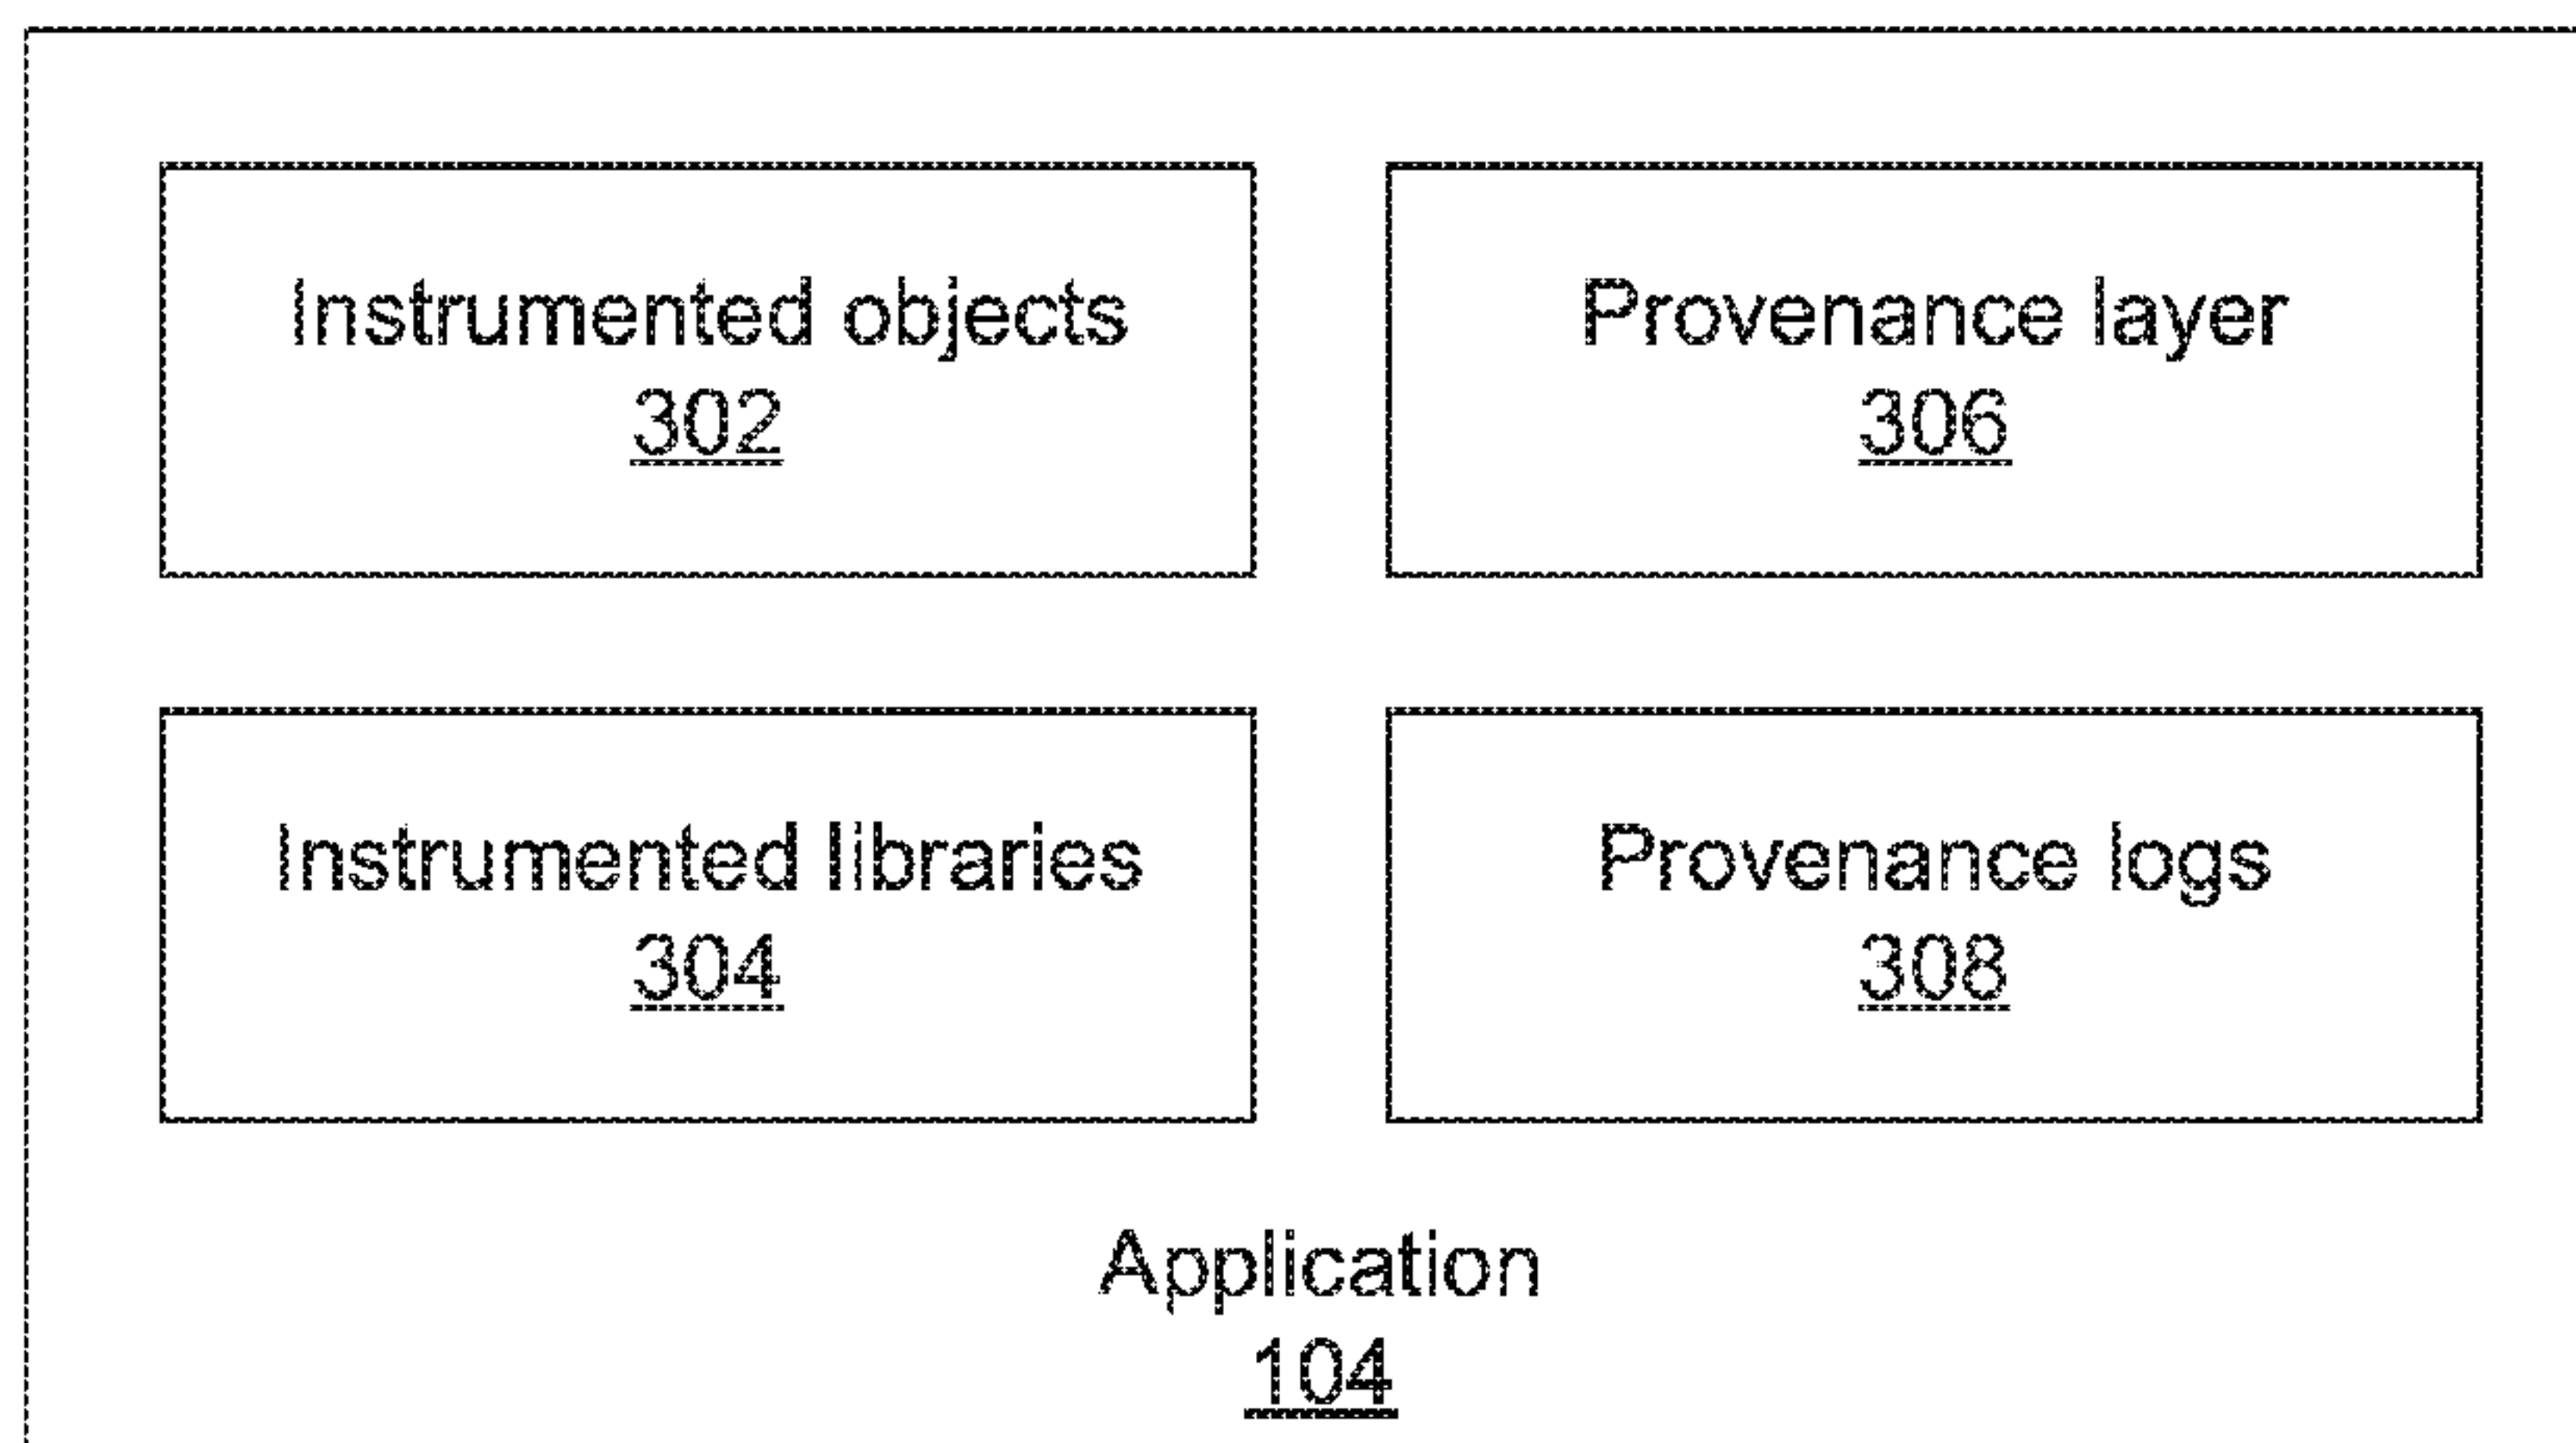 Instrumented objects
302
Provenance layer
306
Instrumented libraries
304
Provenance logs
308
Application
104